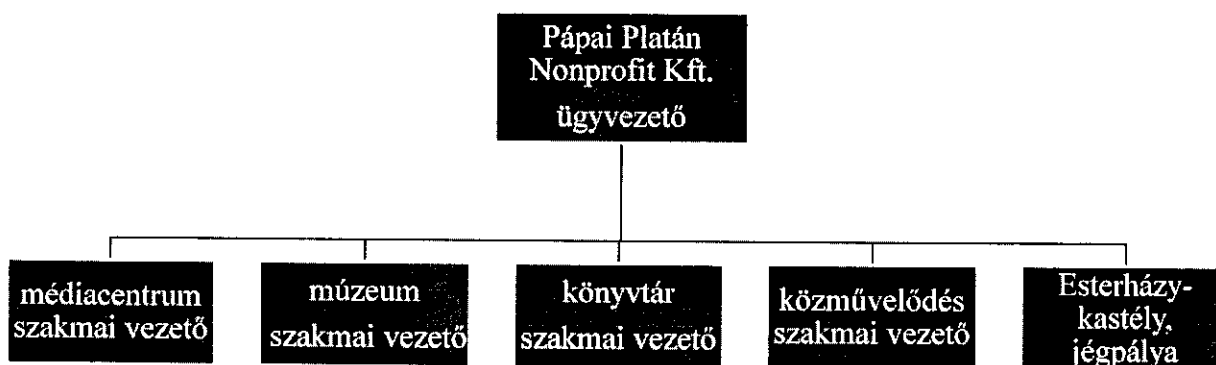 Pápai Platán
Nonprofit Kft.
ügyvezető
médiacentrum
szakmai vezető
múzeum
szakmai vezető
könyvtár
szakmai vezető
közművelődés
szakmai vezető
Esterházy-
kastély,
jégpálya